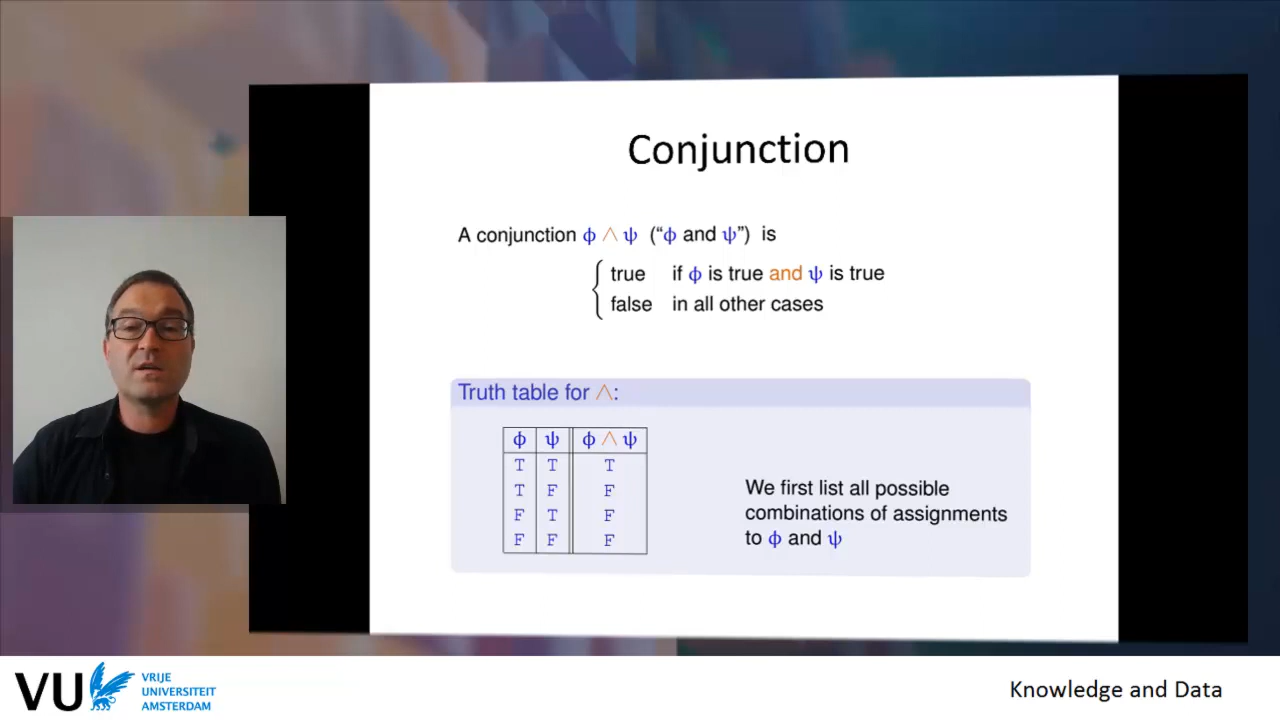 Conjunction
A conjunction ϕ ∧ ψ (“ϕ and ψ”) is
true if ϕ is true and ψ is true
false in all other cases
Truth table for ∧:
ϕ ψ ϕ ∧ ψ
T T T
T F F
F T F
F F F
We first list all possible
combinations of assignments
to ϕ and ψ
VU VRIJE
UNIVERSITEIT
AMSTERDAM
Knowledge and Data